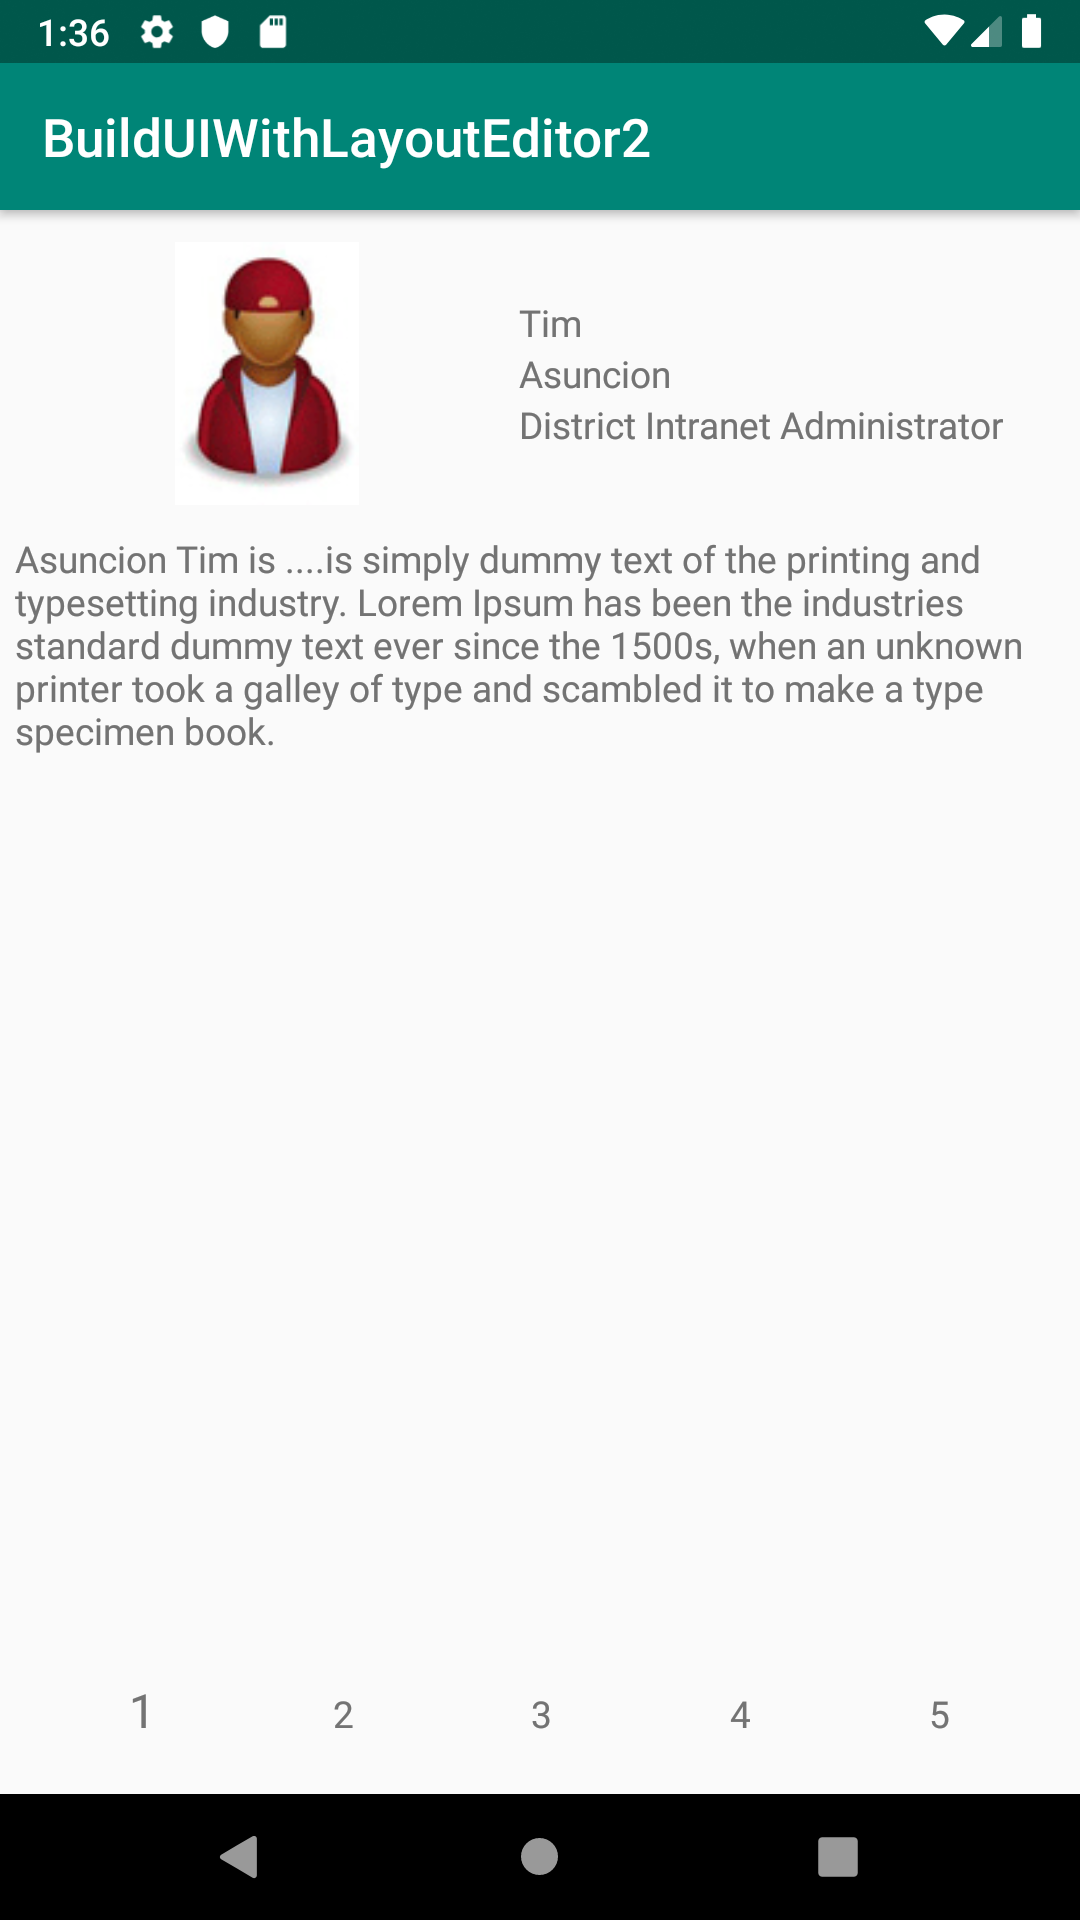 1:36
BuildUIWithLayoutEditor2
Tim
Asuncion
District Intranet Administrator
Asuncion Tim is ....is simply dummy text of the printing and
typesetting industry. Lorem Ipsum has been the industries
standard dummy text ever since the 1500s, when an unknown
printer took a galley of type and scambled it to make a type
specimen book.
1 2 3 4 5